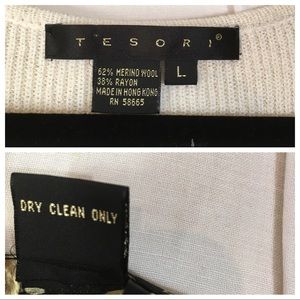 TESORI®
62% MERINO WOOL
38% RAYON
MADE IN HONG KONG
RN 58665
L
DRY CLEAN ONLY